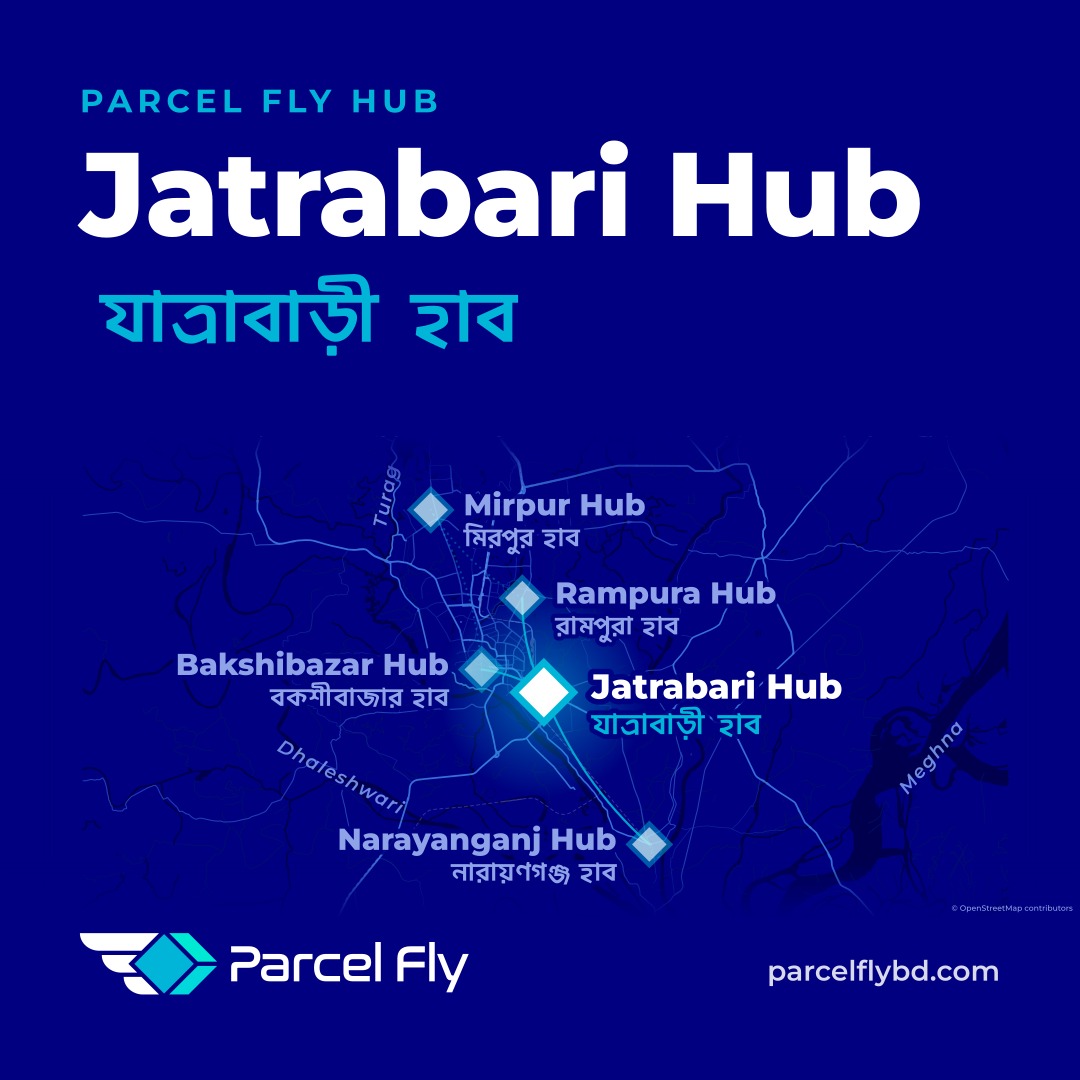 PARCEL FLY HUB
Jatrabari Hub
যাত্রাবাড়ী হাব
Turag
Mirpur Hub
মিরপুর হাব
Rampura Hub
রামপুরা হাব
Bakshibazar Hub
বকশীবাজার হাব
Jatrabari Hub
যাত্রাবাড়ী হাব
Dhaleshwari
Meghna
Narayanganj Hub
নারায়ণগঞ্জ হাব
© OpenStreetMap contributors
Parcel Fly
parcelflybd.com